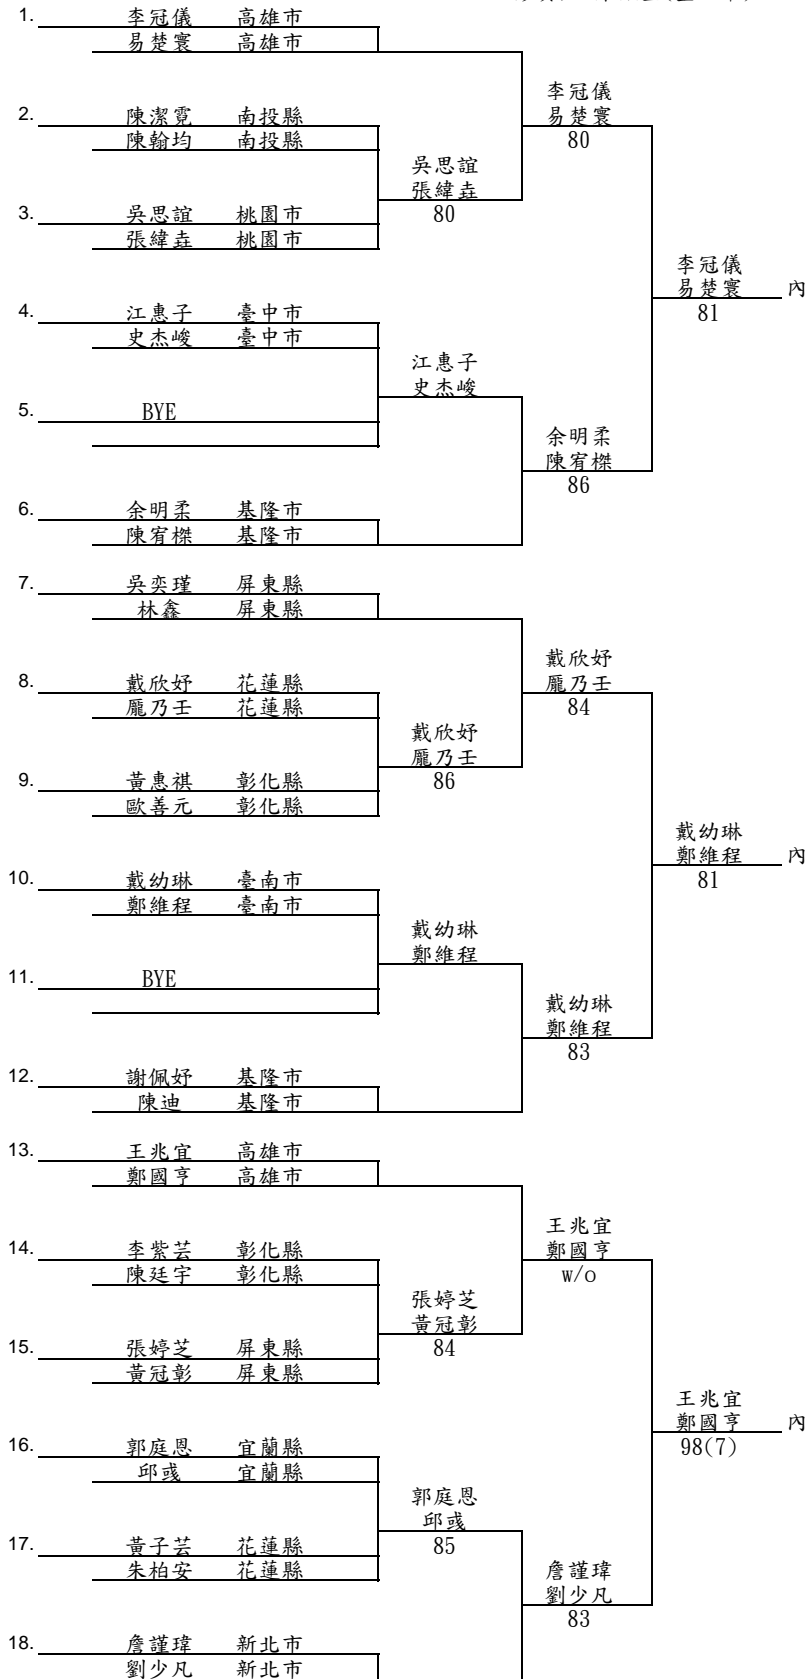 1. 李冠儀 高雄市
易楚寰 高雄市
李冠儀
易楚寰
80
2. 陳潔霓 南投縣
陳翰均 南投縣
吳思誼
張緯垚
80
3. 吳思誼 桃園市
張緯垚 桃園市
李冠儀
易楚寰 內
81
4. 江惠子 臺中市
史杰峻 臺中市
江惠子
史杰峻
5. BYE
余明柔
陳宥榤
86
6. 余明柔 基隆市
陳宥榤 基隆市
7. 吳奕瑾 屏東縣
林鑫 屏東縣
戴欣妤
龎乃壬
84
8. 戴欣妤 花蓮縣
龎乃壬 花蓮縣
戴欣妤
龎乃壬
86
9. 黃惠祺 彰化縣
歐善元 彰化縣
戴幼琳
鄭維程 內
81
10. 戴幼琳 臺南市
鄭維程 臺南市
戴幼琳
鄭維程
11. BYE
戴幼琳
鄭維程
83
12. 謝佩妤 基隆市
陳迪 基隆市
13. 王兆宜 高雄市
鄭國亨 高雄市
王兆宜
鄭國亨
w/o
14. 李紫芸 彰化縣
陳廷宇 彰化縣
張婷芝
黃冠彰
84
15. 張婷芝 屏東縣
黃冠彰 屏東縣
王兆宜
鄭國亨 內
98(7)
16. 郭庭恩 宜蘭縣
邱彧 宜蘭縣
郭庭恩
邱彧
85
17. 黃子芸 花蓮縣
朱柏安 花蓮縣
詹謹瑋
劉少凡
83
18. 詹謹瑋 新北市
劉少凡 新北市